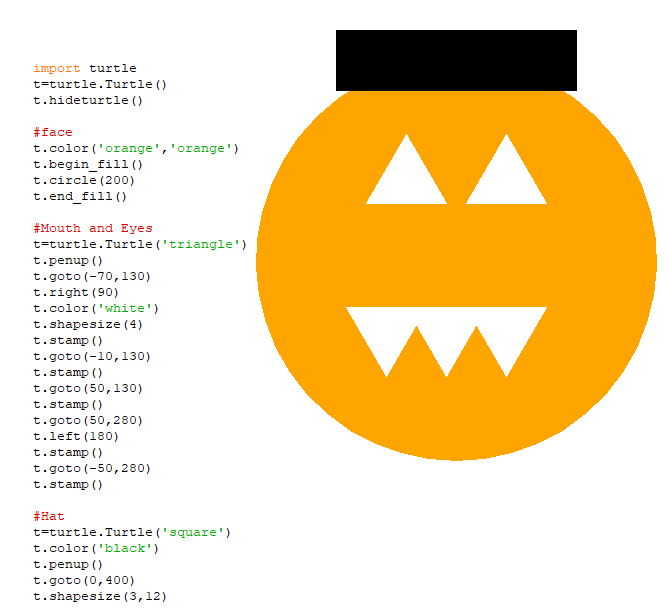 import turtle
t=turtle.Turtle()
t.hideturtle()
#face
t.color('orange','orange')
t.begin_fill()
t.circle(200)
t.end_fill()
#Mouth and Eyes
t=turtle.Turtle('triangle')
t.penup()
t.goto(-70,130)
t.right(90)
t.color('white')
t.shapesize(4)
t.stamp()
t.goto(-10,130)
t.stamp()
t.goto(50,130)
t.stamp()
t.goto(50,280)
t.left(180)
t.stamp()
t.goto(-50,280)
t.stamp()
#Hat
t=turtle.Turtle('square')
t.color('black')
t.penup()
t.goto(0,400)
t.shapesize(3,12)